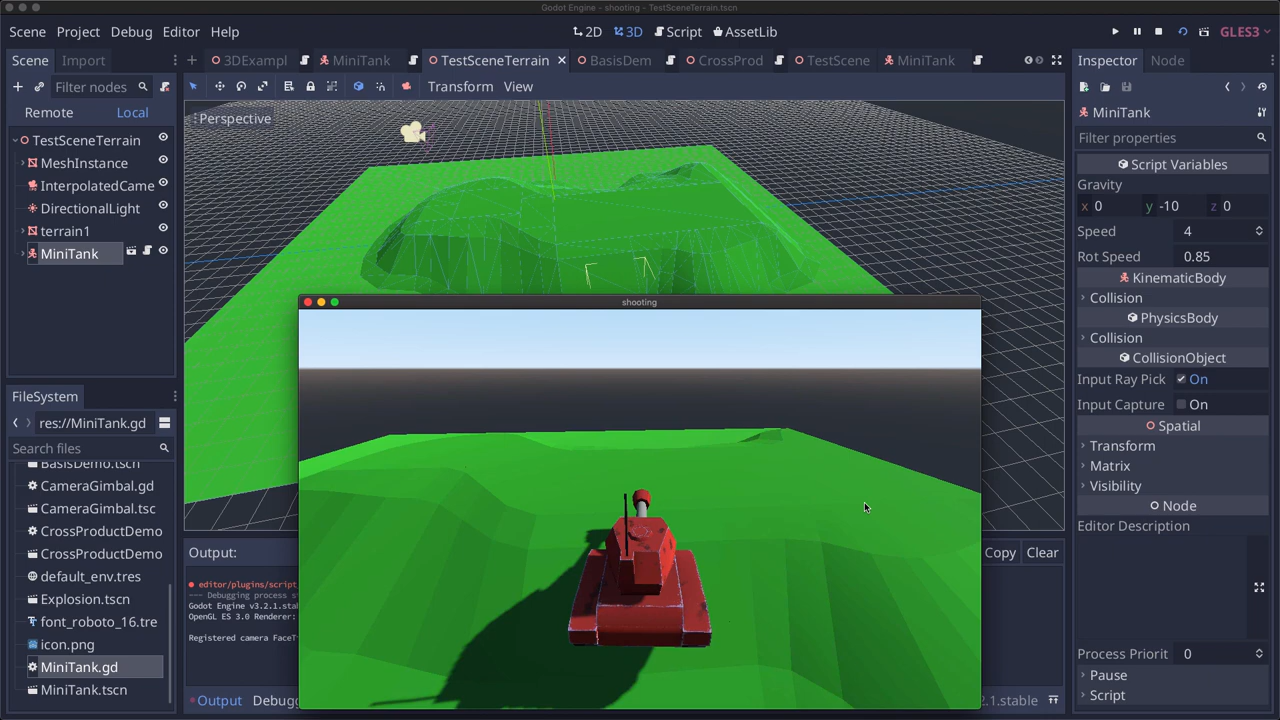 Godot Engine - shooting - TestSceneTerrain.tscn
Scene Project Debug Editor Help
2D 3D Script AssetLib
GLES3
Scene Import
Filter nodes
Remote Local
TestSceneTerrain
MeshInstance
InterpolatedCame
DirectionalLight
terrain1
MiniTank
FileSystem
res://MiniTank.gd
Search files
BasisDemo.tscn
CameraGimbal.gd
CameraGimbal.tsc
CrossProductDemo
CrossProductDemo
default_env.tres
Explosion.tscn
font_roboto_16.tre
icon.png
MiniTank.gd
MiniTank.tscn
3DExampl MiniTank TestSceneTerrain BasisDem CrossProd TestScene MiniTank
Transform View
Perspective
shooting
Output:
Copy Clear
editor/plugins/script
--- Debugging process s
Godot Engine v3.2.1.sta
OpenGL ES 3.0 Renderer:
Registered camera FaceT
Output Debug
2.1.stable
Inspector Node
MiniTank
Filter properties
Script Variables
Gravity
x 0 y -10 z 0
Speed 4
Rot Speed 0.85
KinematicBody
Collision
PhysicsBody
Collision
CollisionObject
Input Ray Pick On
Input Capture On
Spatial
Transform
Matrix
Visibility
Node
Editor Description
Process Priorit 0
Pause
Script